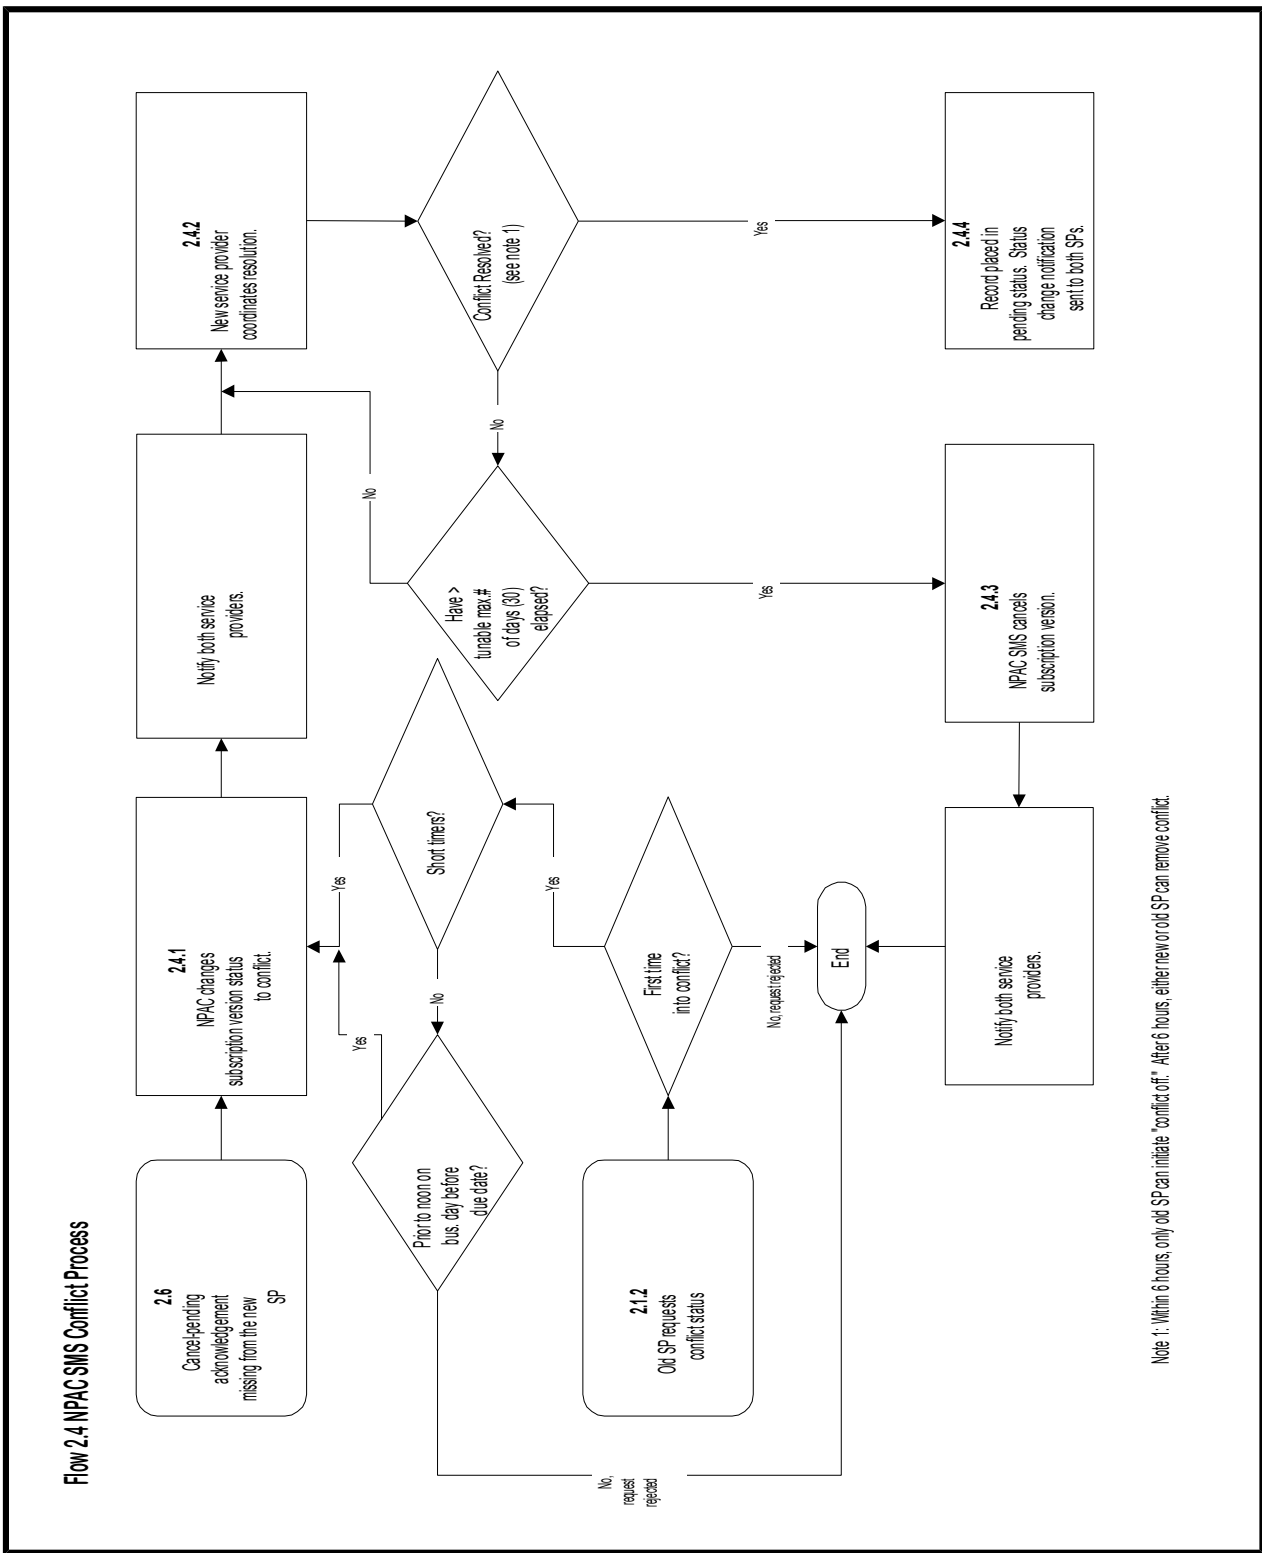 Flow 2.4 NPAC SMS Conflict Process
2.6
Cancel-pending
acknowledgement
missing from the new
SP
2.4.1
NPAC changes
subscription version status
to conflict.
Notify both service
providers.
2.4.2
New service provider
coordinates resolution.
Prior to noon on
bus. day before
due date?
Yes
No
Short timers?
Yes
No
Have >
tunable max.#
of days (30)
elapsed?
No
Conflict Resolved?
(see note 1)
No,
request
rejected
2.1.2
Old SP requests
conflict status
First time
into conflict?
Yes
No, request rejected
End
Yes
Yes
Notify both service
providers.
2.4.3
NPAC SMS cancels
subscription version.
2.4.4
Record placed in
pending status. Status
change notification
sent to both SPs.
Note 1: Within 6 hours, only old SP can initiate "conflict off." After 6 hours, either new or old SP can remove conflict.